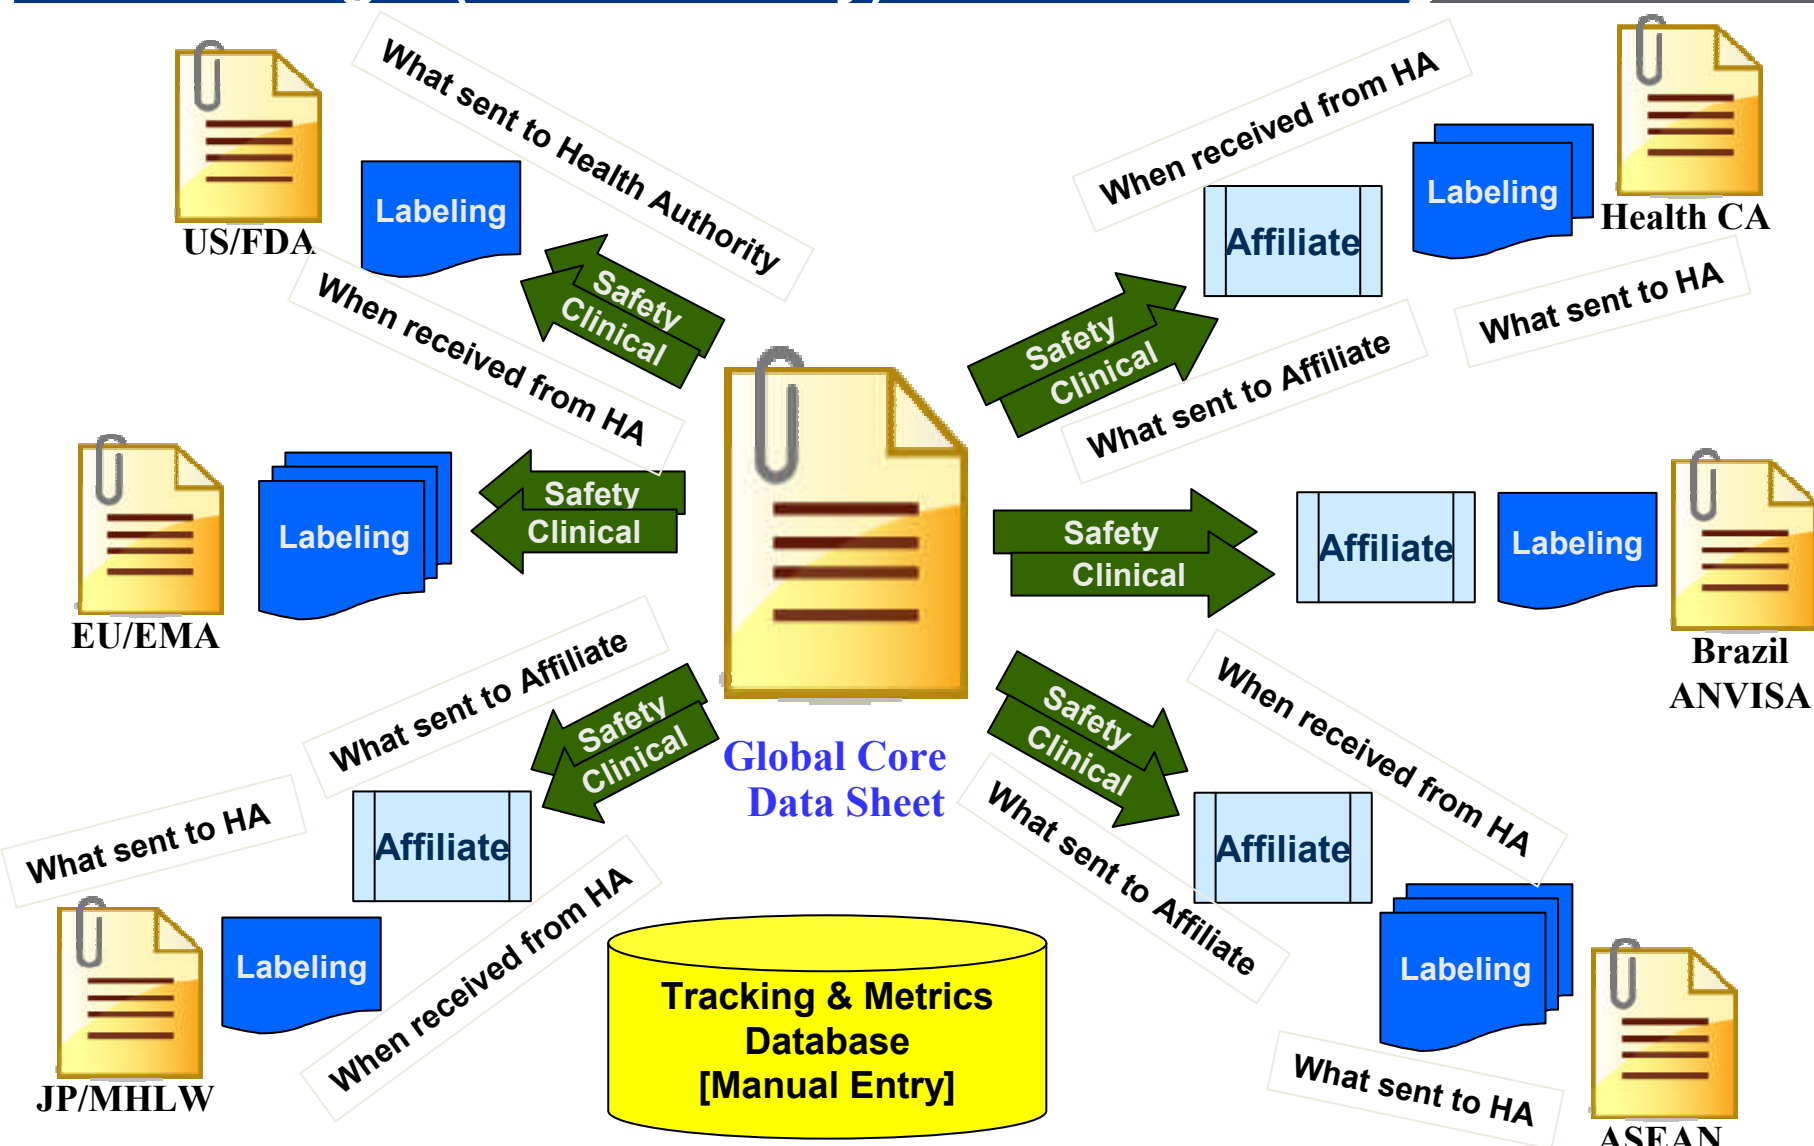 US/FDA
Labeling
What sent to Health Authority
When received from HA
Safety
Clinical
When received from HA
Affiliate
Labeling
Health CA
What sent to HA
Safety
Clinical
What sent to Affiliate
EU/EMA
Labeling
Safety
Clinical
Safety
Clinical
Affiliate
Labeling
Brazil
ANVISA
Global Core
Data Sheet
What sent to Affiliate
Safety
Clinical
What sent to HA
Affiliate
When received from HA
JP/MHLW
Labeling
Safety
Clinical
When received from HA
What sent to Affiliate
Affiliate
Labeling
What sent to HA
ASEAN
Tracking & Metrics
Database
[Manual Entry]